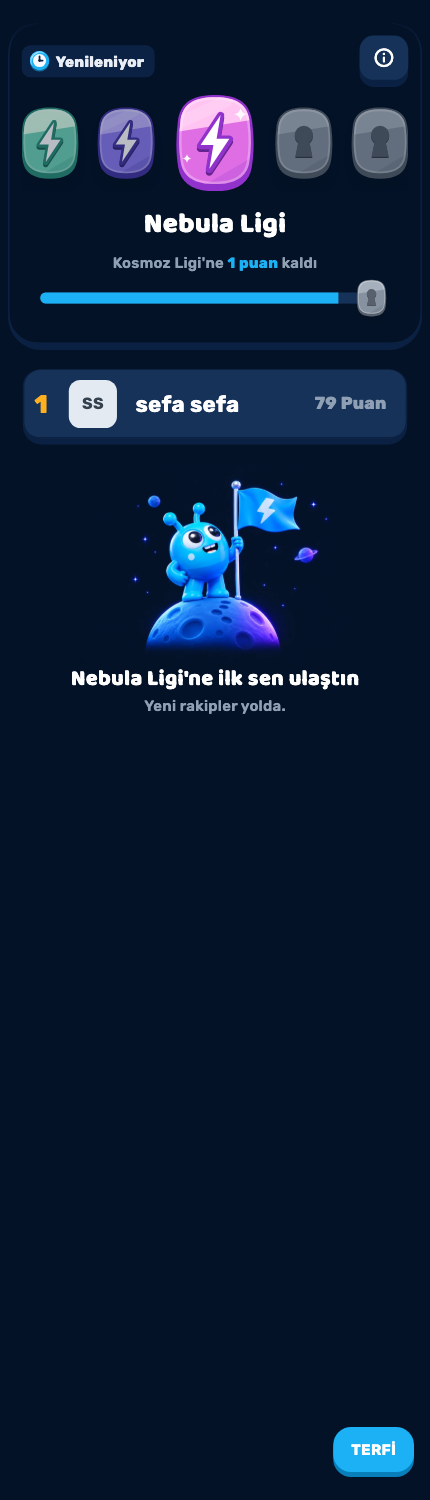 Yenileniyor
Nebula Ligi
Kosmoz Ligi'ne 1 puan kaldı
1 SS sefa sefa 79 Puan
Nebula Ligi'ne ilk sen ulaştın
Yeni rakipler yolda.
TERFİ